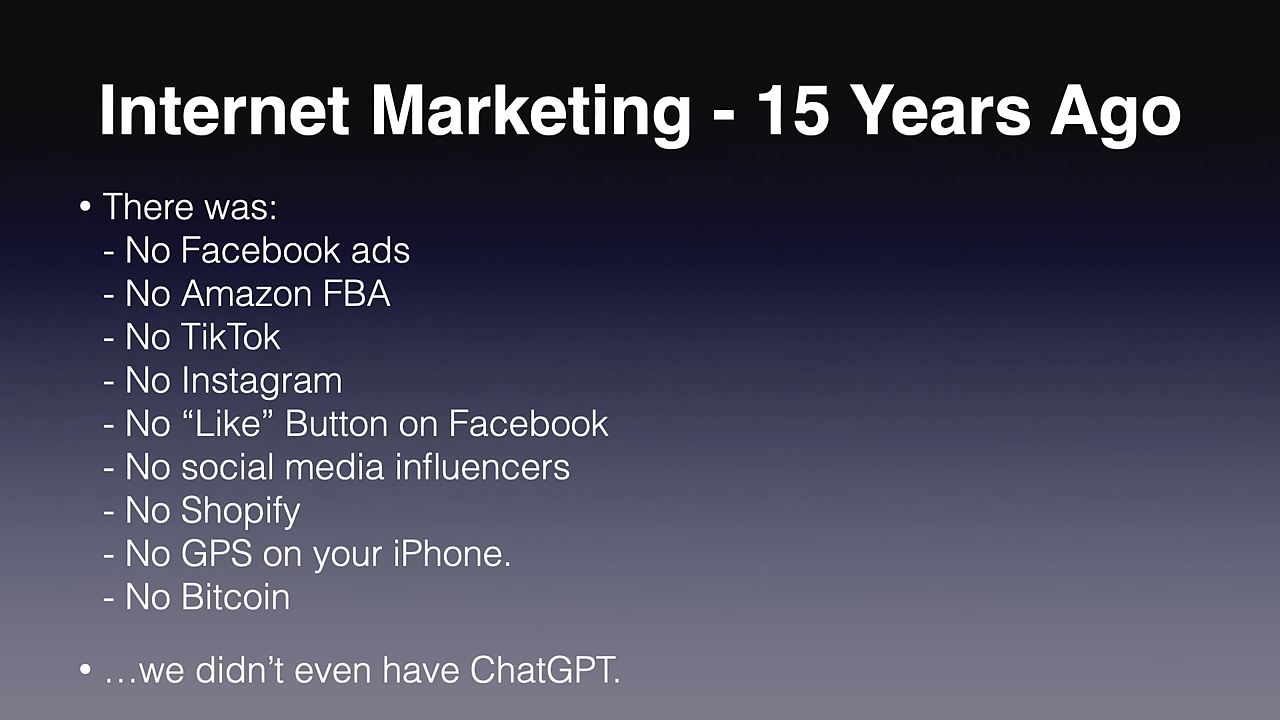 Internet Marketing - 15 Years Ago
• There was:
- No Facebook ads
- No Amazon FBA
- No TikTok
- No Instagram
- No “Like” Button on Facebook
- No social media influencers
- No Shopify
- No GPS on your iPhone.
- No Bitcoin
• …we didn’t even have ChatGPT.